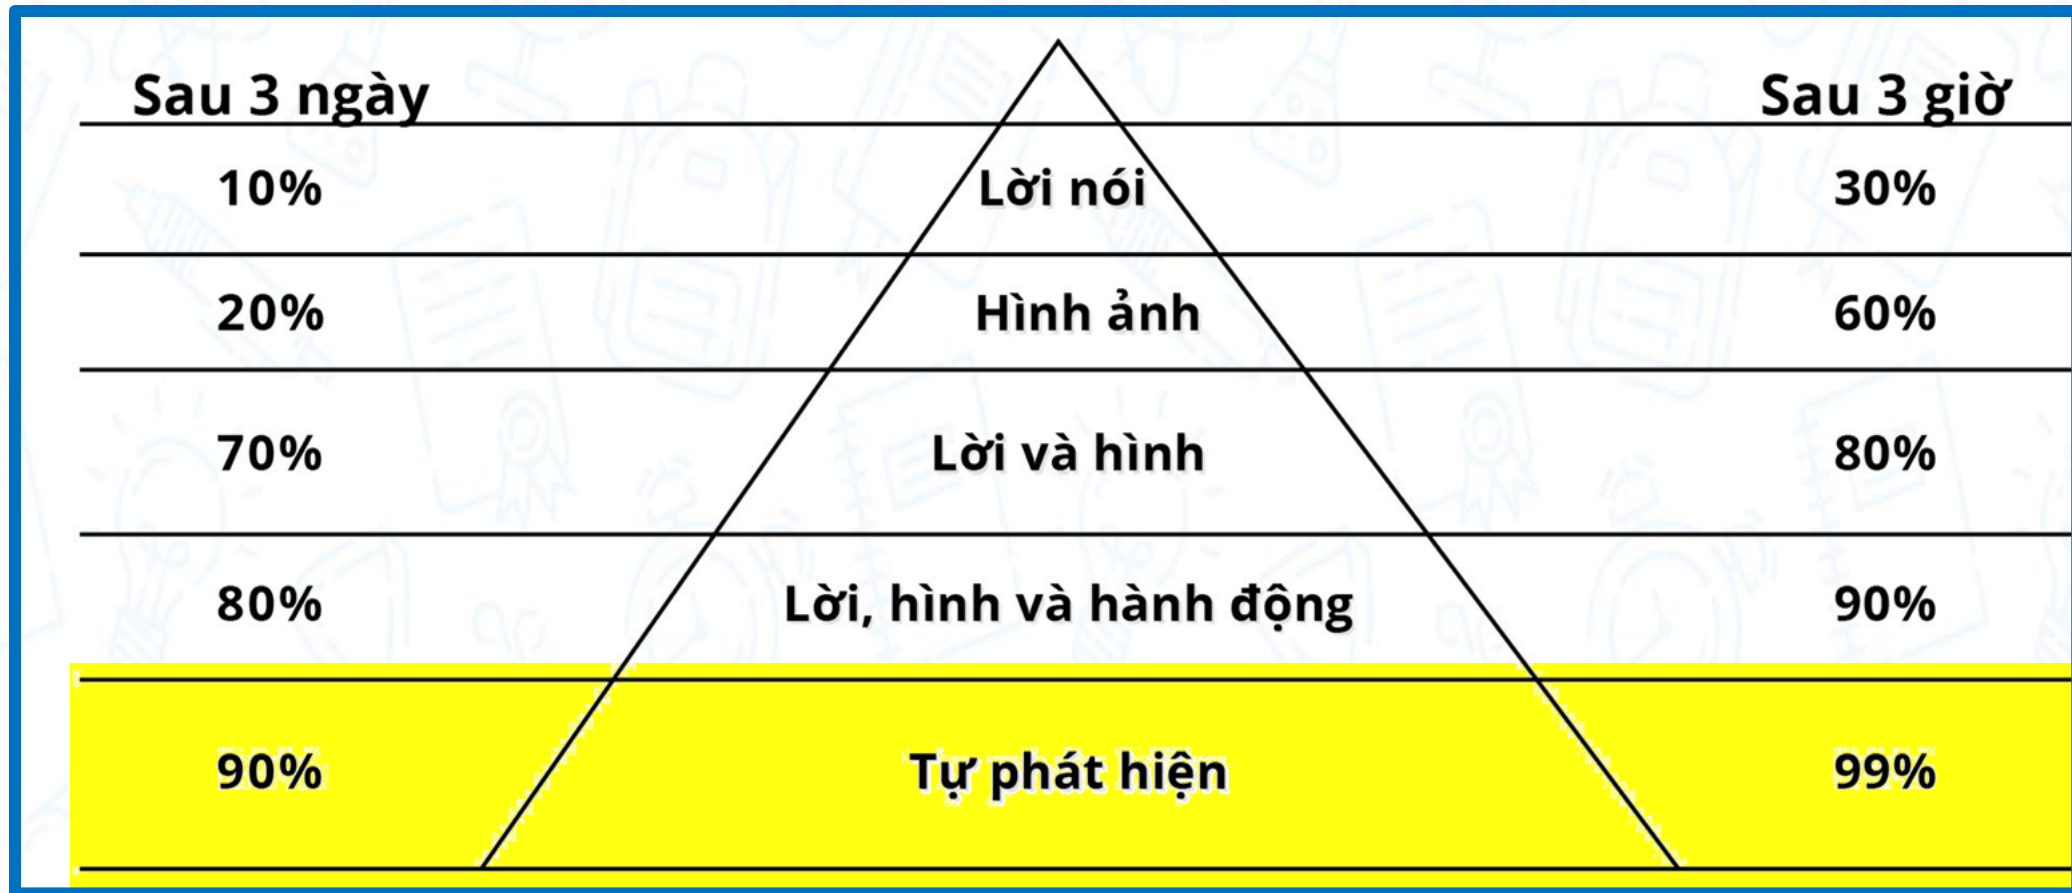 Sau 3 ngày Sau 3 giờ
10% Lời nói 30%
20% Hình ảnh 60%
70% Lời và hình 80%
80% Lời, hình và hành động 90%
90% Tự phát hiện 99%